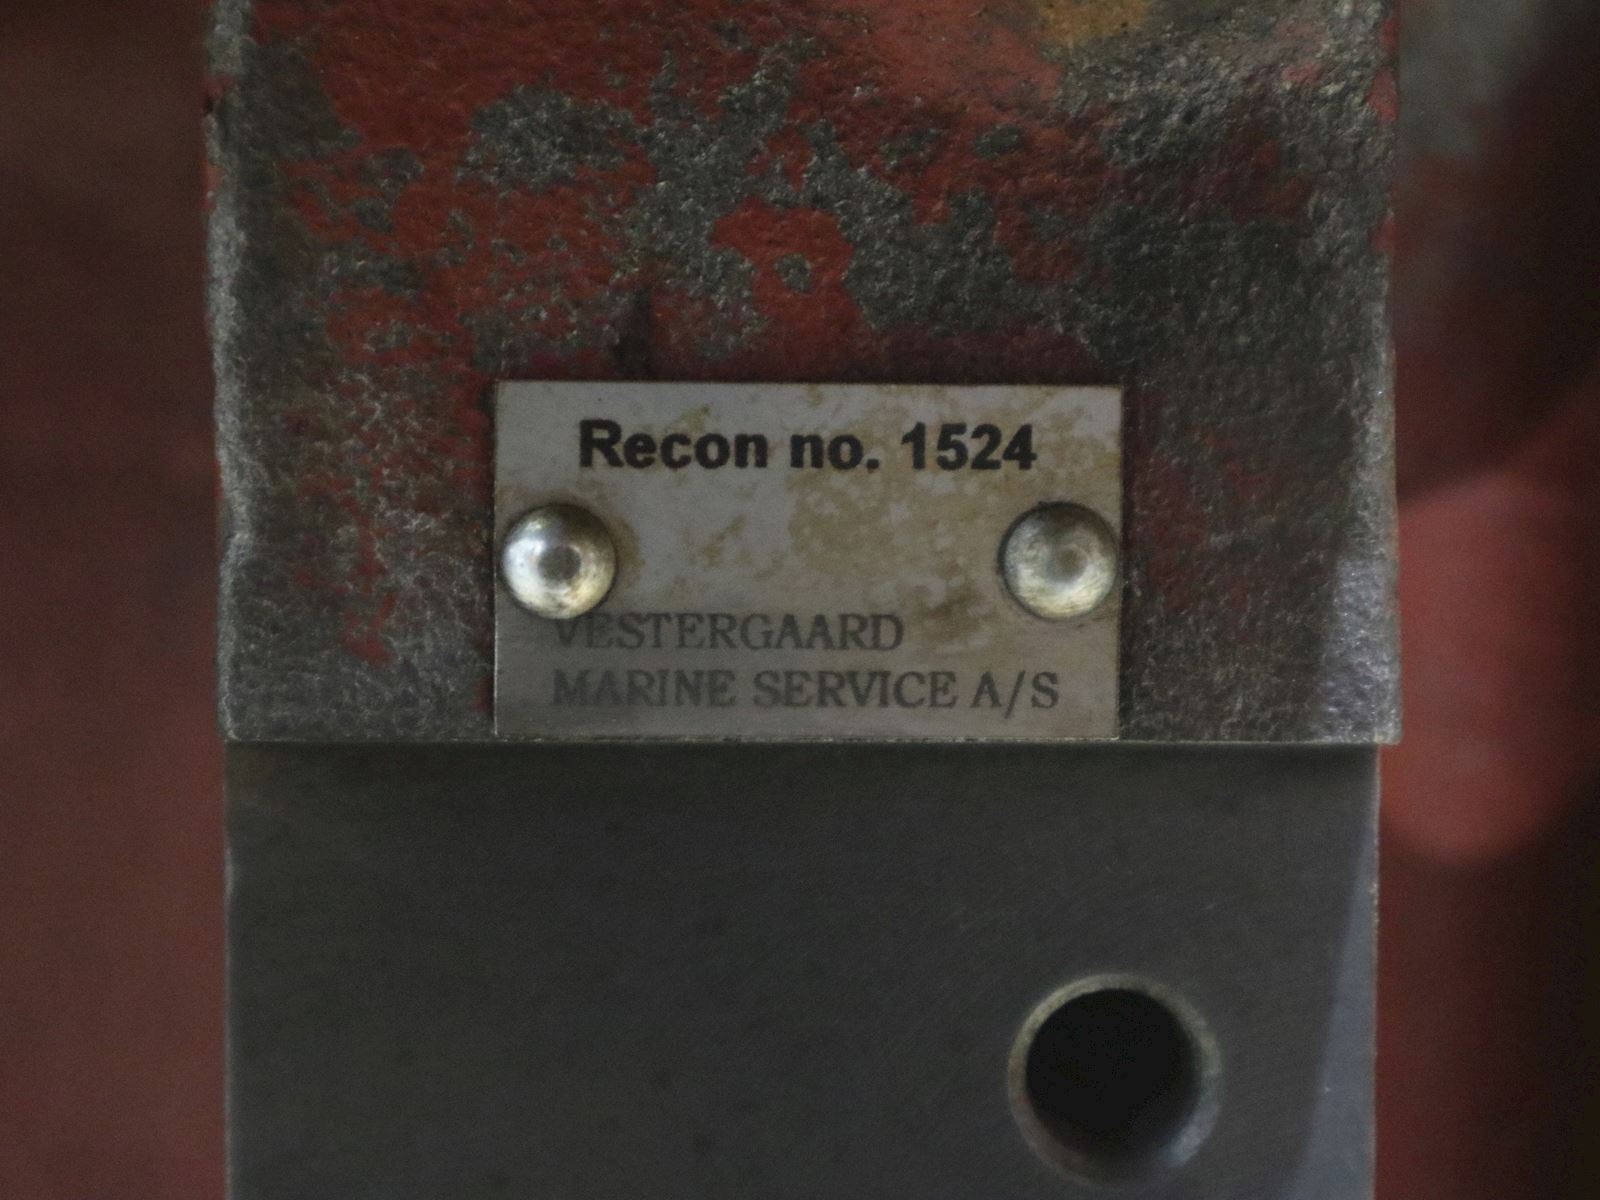 Recon no. 1524
VESTERGAARD
MARINE SERVICE A/S